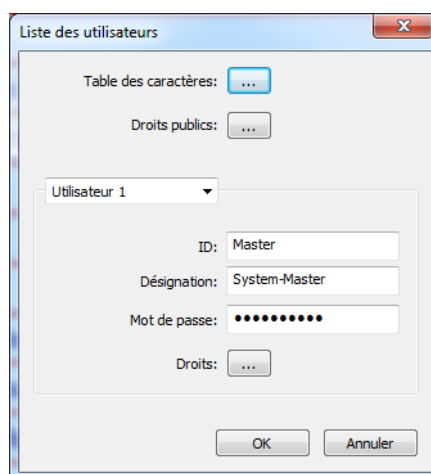 Liste des utilisateurs
Table des caractères: ...
Droits publics: ...
Utilisateur 1
ID: Master
Désignation: System-Master
Mot de passe: ●●●●●●●●●●
Droits: ...
OK Annuler